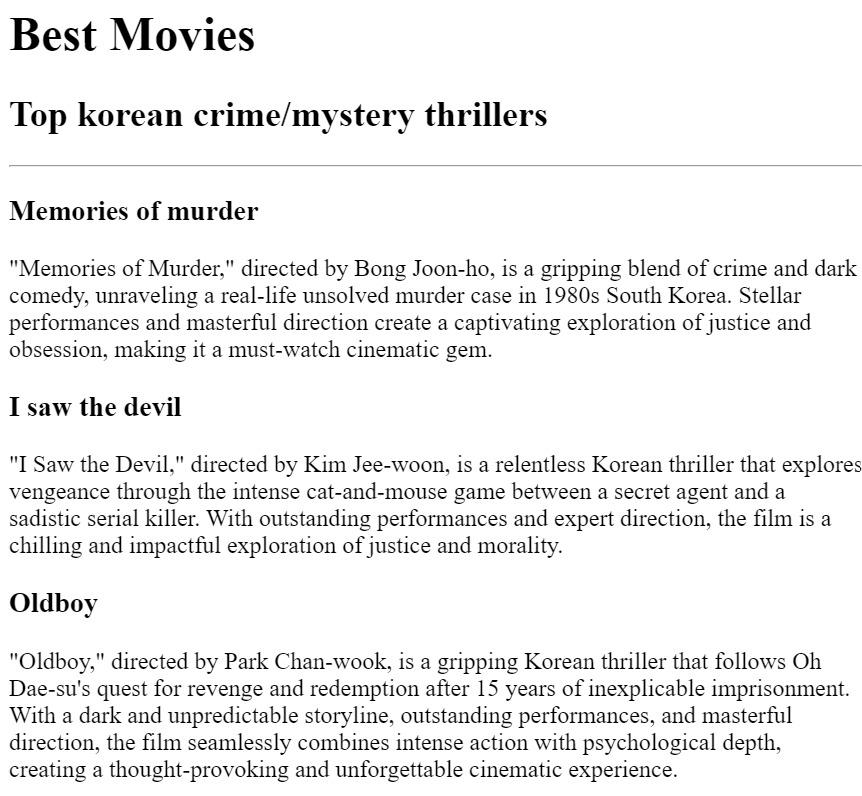 Best Movies
Top korean crime/mystery thrillers
Memories of murder
"Memories of Murder," directed by Bong Joon-ho, is a gripping blend of crime and dark
comedy, unraveling a real-life unsolved murder case in 1980s South Korea. Stellar
performances and masterful direction create a captivating exploration of justice and
obsession, making it a must-watch cinematic gem.
I saw the devil
"I Saw the Devil," directed by Kim Jee-woon, is a relentless Korean thriller that explores
vengeance through the intense cat-and-mouse game between a secret agent and a
sadistic serial killer. With outstanding performances and expert direction, the film is a
chilling and impactful exploration of justice and morality.
Oldboy
"Oldboy," directed by Park Chan-wook, is a gripping Korean thriller that follows Oh
Dae-su's quest for revenge and redemption after 15 years of inexplicable imprisonment.
With a dark and unpredictable storyline, outstanding performances, and masterful
direction, the film seamlessly combines intense action with psychological depth,
creating a thought-provoking and unforgettable cinematic experience.